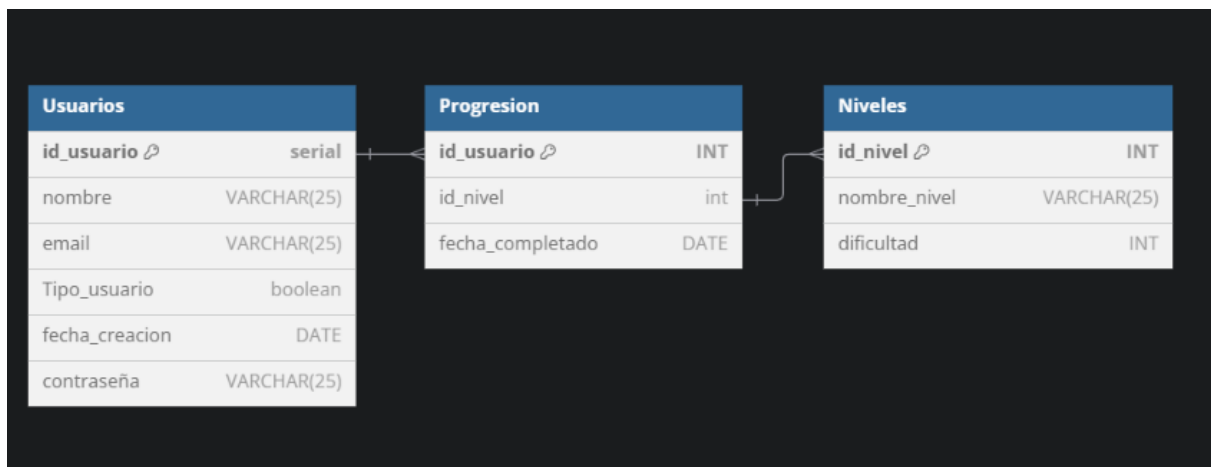 Usuarios
id_usuario serial
nombre VARCHAR(25)
email VARCHAR(25)
Tipo_usuario boolean
fecha_creacion DATE
contraseña VARCHAR(25)
Progresion
id_usuario INT
id_nivel int
fecha_completado DATE
Niveles
id_nivel INT
nombre_nivel VARCHAR(25)
dificultad INT